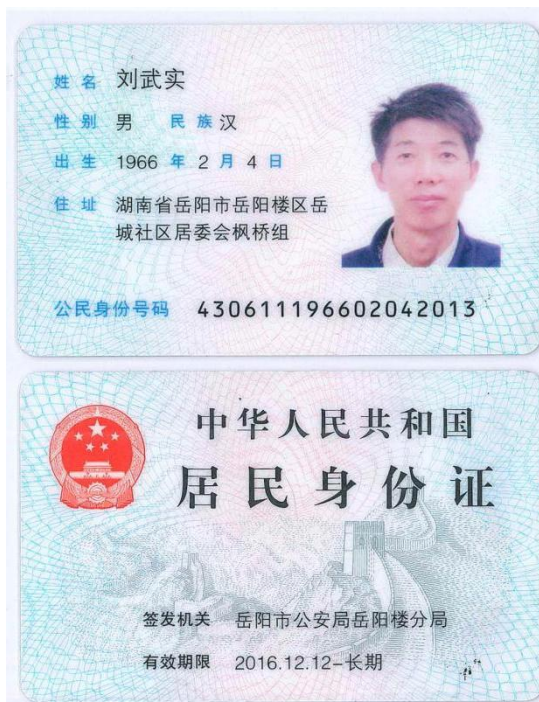 姓名 刘武实
性别 男 民族 汉
出生 1966 年 2 月 4 日
住址 湖南省岳阳市岳阳楼区岳
城社区居委会枫桥组
公民身份号码 430611196602042013
中华人民共和国
居民身份证
签发机关 岳阳市公安局岳阳楼分局
有效期限 2016.12.12-长期